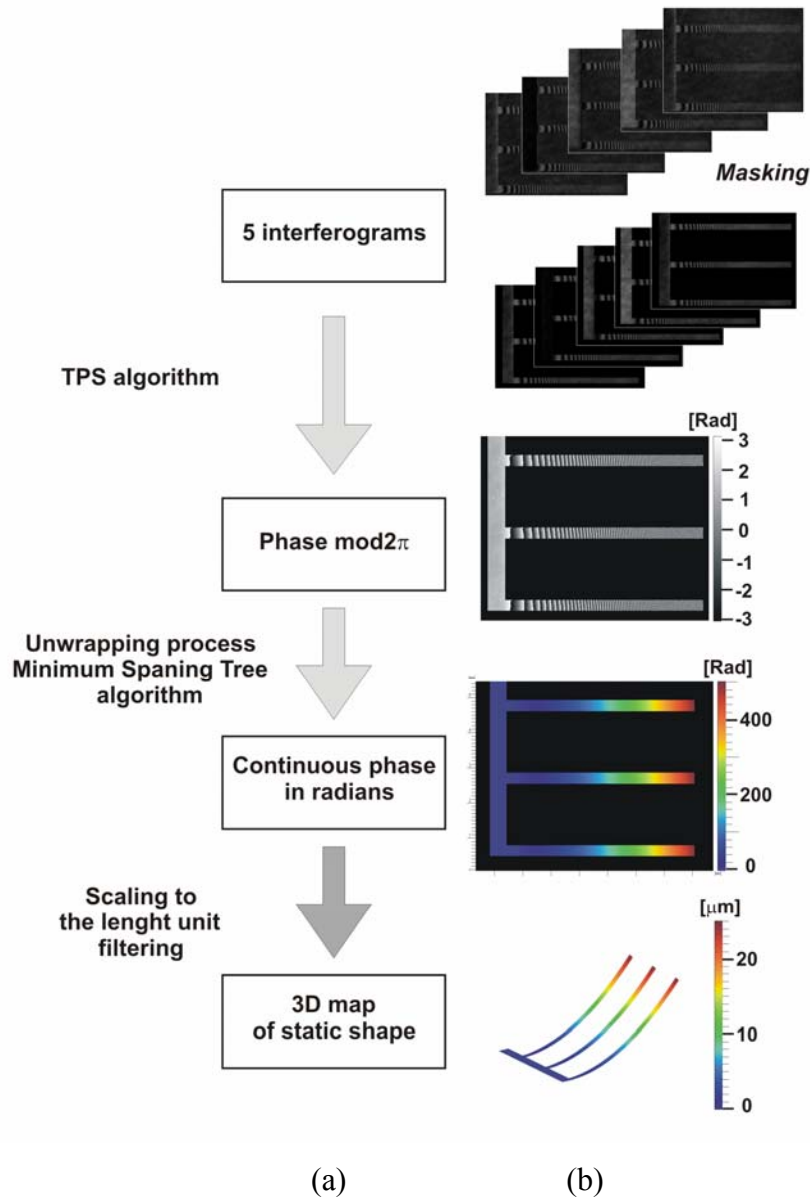 Masking
5 interferograms
TPS algorithm
[Rad]
3
2
1
0
-1
-2
-3
Phase mod2π
Unwrapping process
Minimum Spaning Tree
algorithm
[Rad]
400
200
0
Continuous phase
in radians
Scaling to
the lenght unit
filtering
[μm]
20
10
0
3D map
of static shape
(a)
(b)